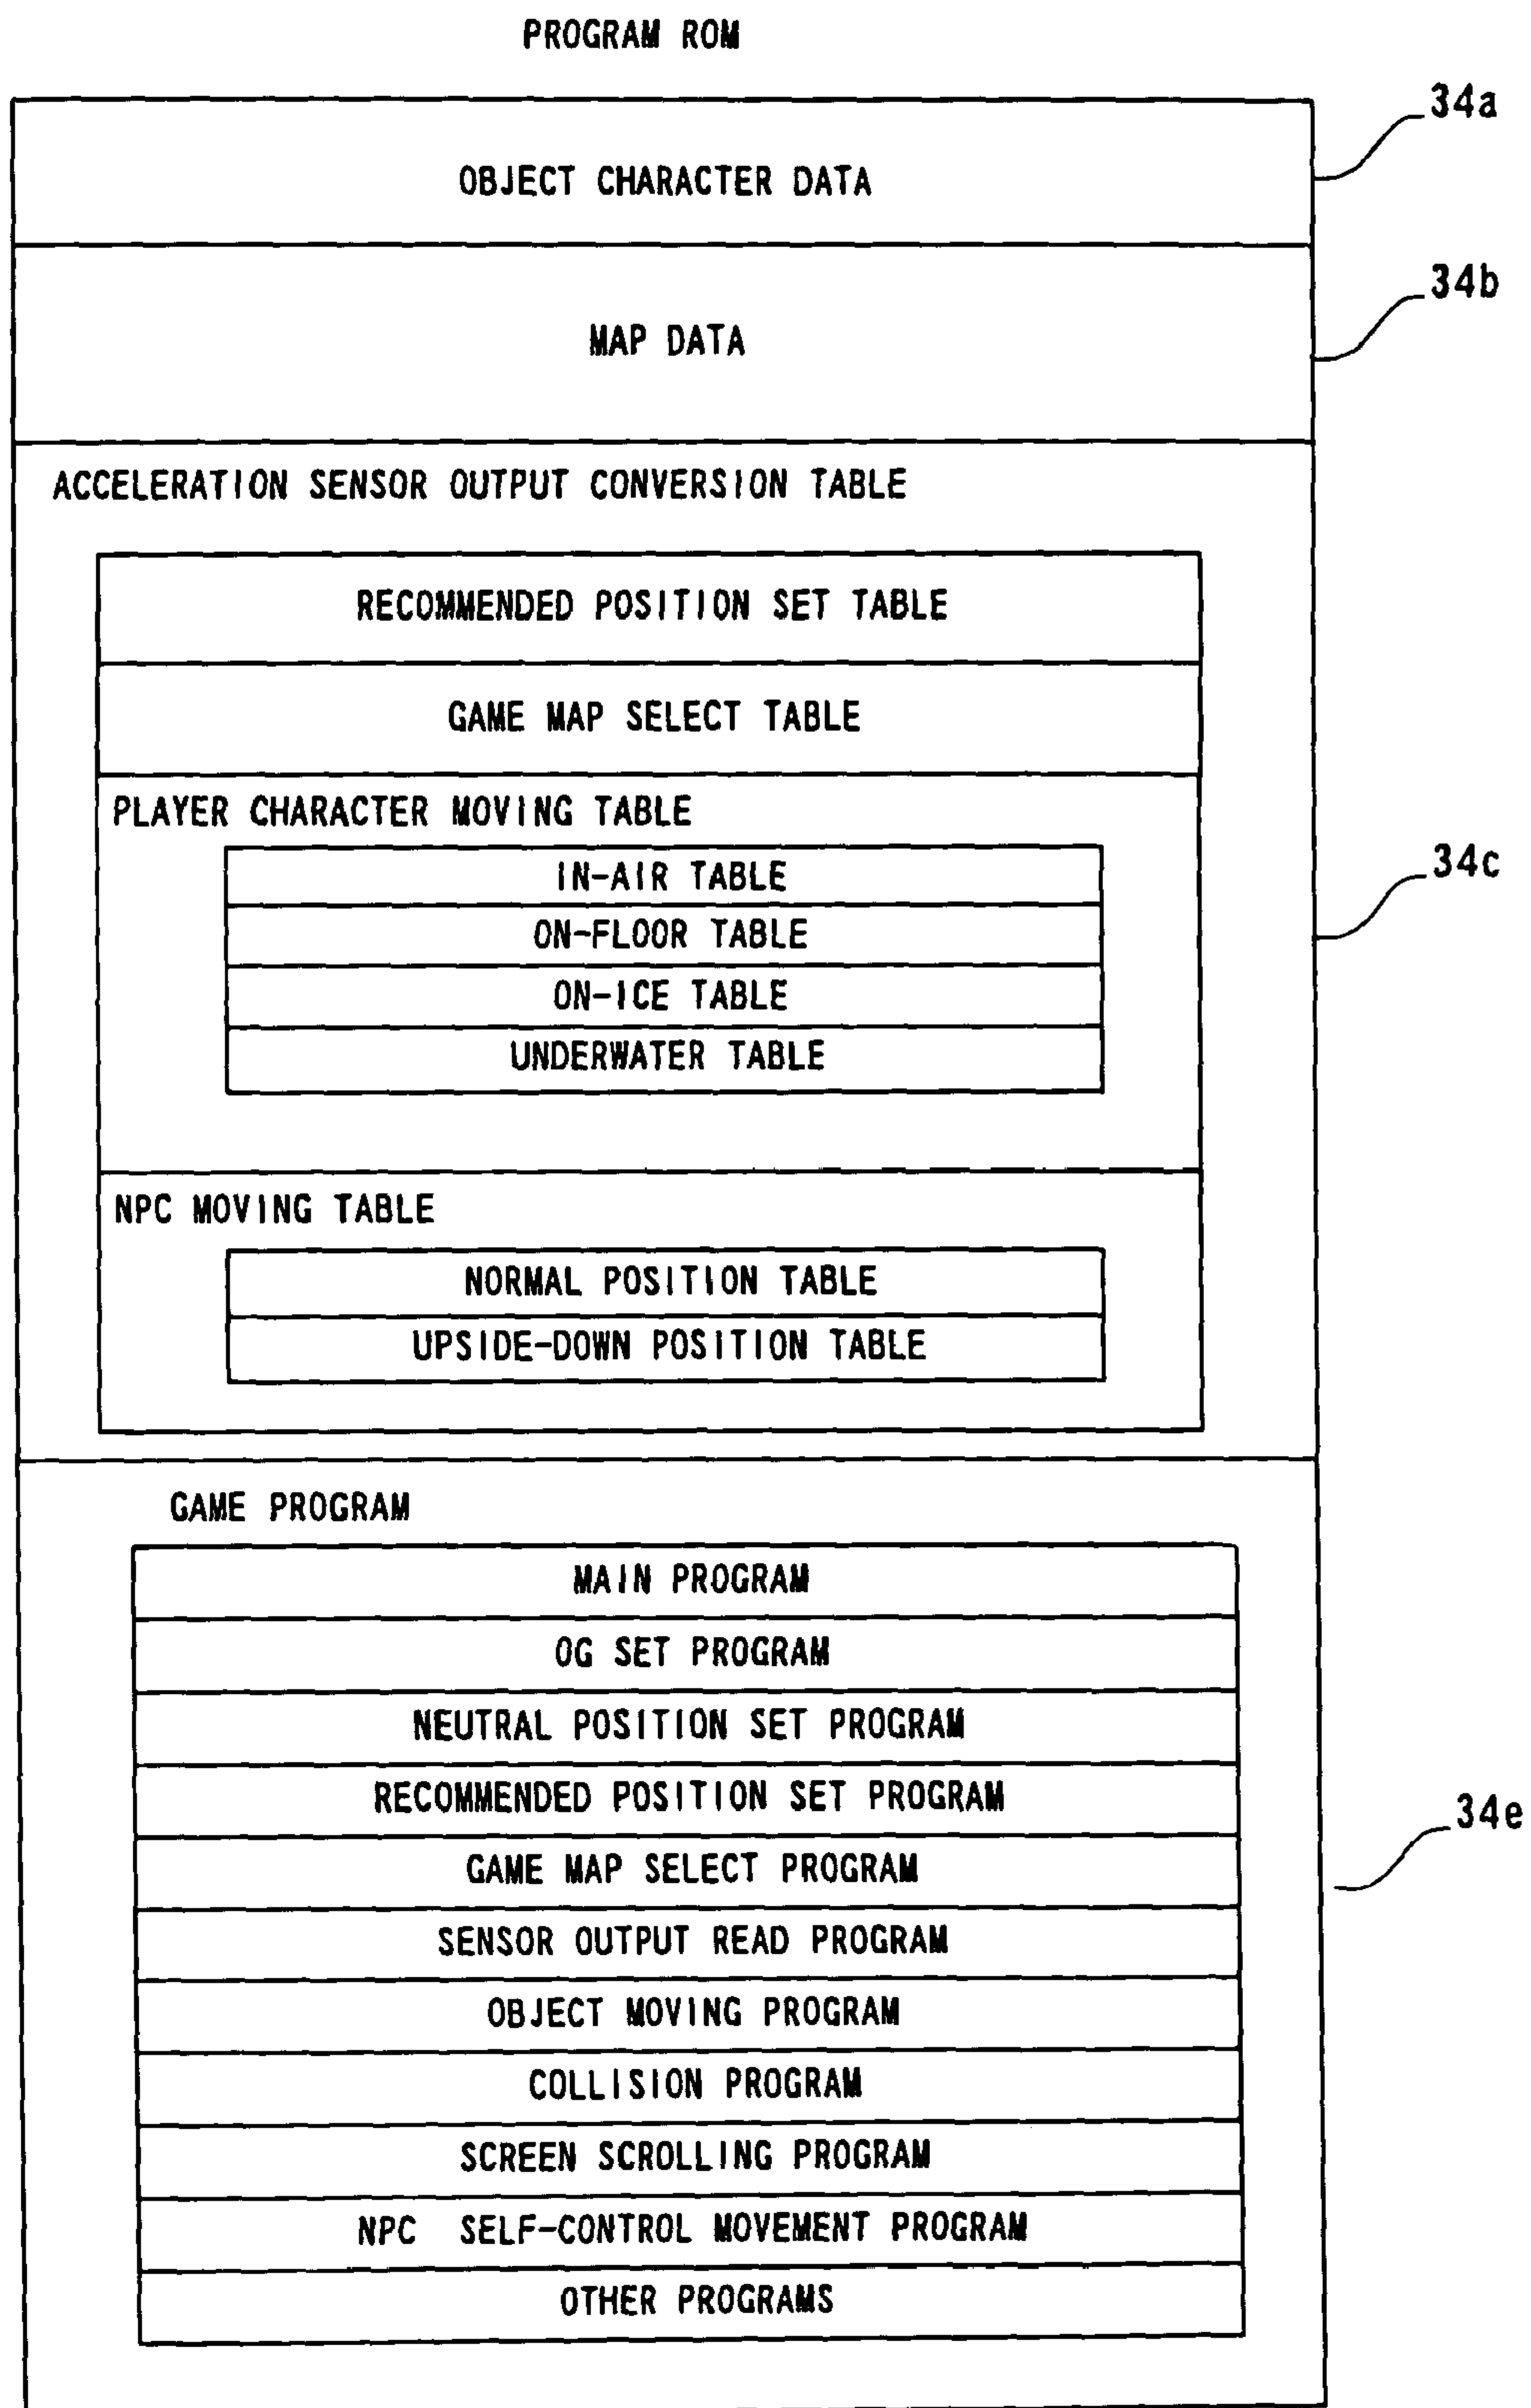 PROGRAM ROM
34a
OBJECT CHARACTER DATA
34b
MAP DATA
ACCELERATION SENSOR OUTPUT CONVERSION TABLE
RECOMMENDED POSITION SET TABLE
GAME MAP SELECT TABLE
PLAYER CHARACTER MOVING TABLE
34c
IN-AIR TABLE
ON-FLOOR TABLE
ON-ICE TABLE
UNDERWATER TABLE
NPC MOVING TABLE
NORMAL POSITION TABLE
UPSIDE-DOWN POSITION TABLE
GAME PROGRAM
MAIN PROGRAM
0G SET PROGRAM
NEUTRAL POSITION SET PROGRAM
RECOMMENDED POSITION SET PROGRAM
34e
GAME MAP SELECT PROGRAM
SENSOR OUTPUT READ PROGRAM
OBJECT MOVING PROGRAM
COLLISION PROGRAM
SCREEN SCROLLING PROGRAM
NPC SELF-CONTROL MOVEMENT PROGRAM
OTHER PROGRAMS